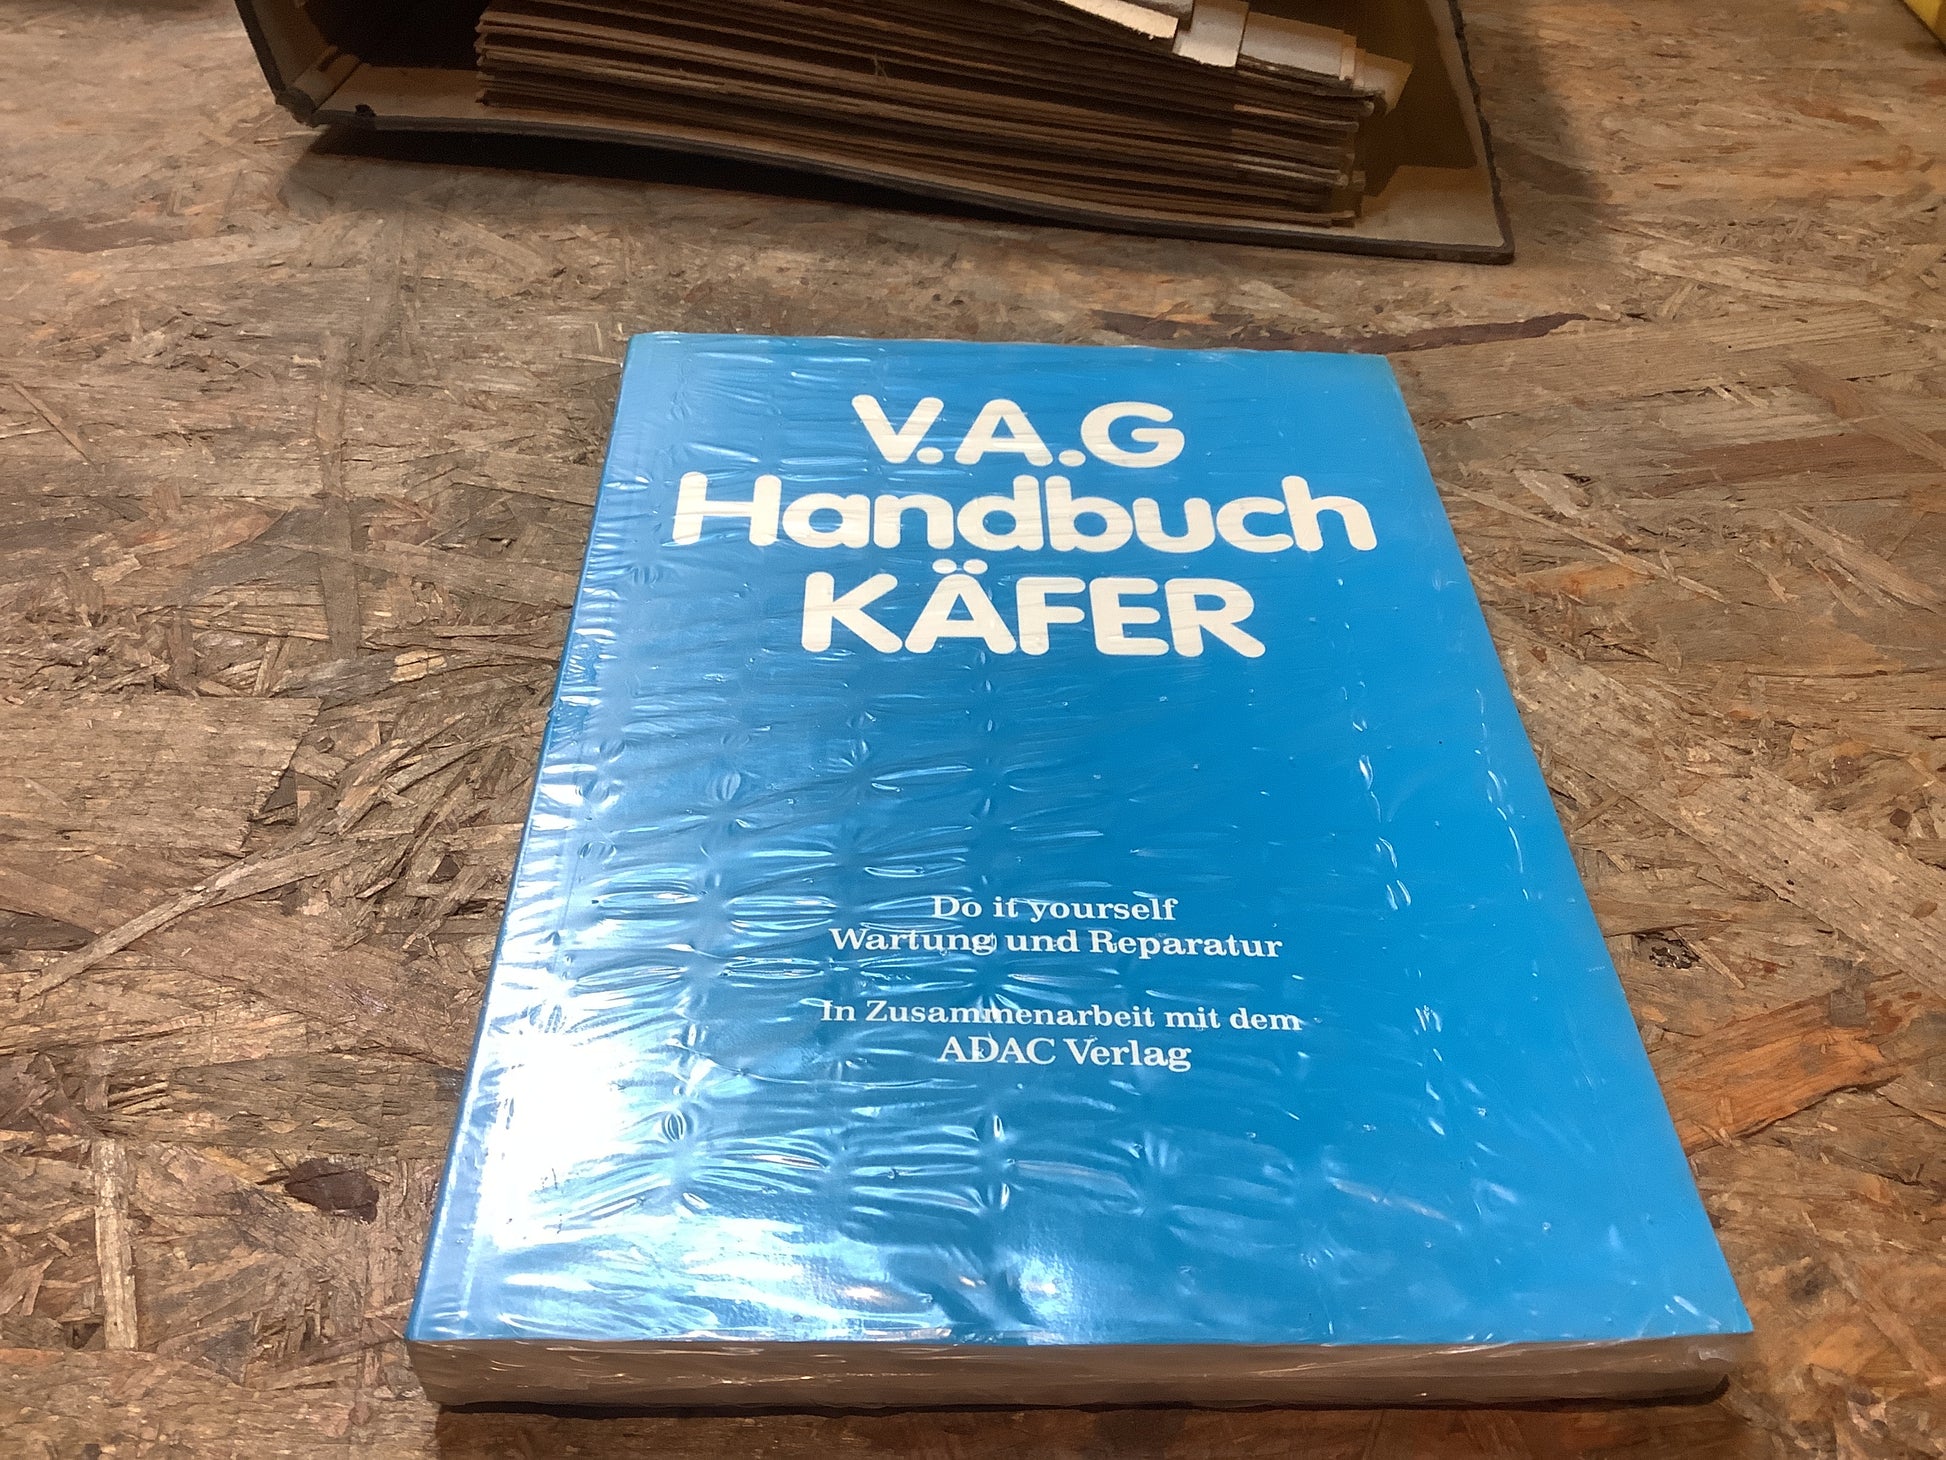 V.A.G
Handbuch
KÄFER
Do it yourself
Wartung und Reparatur
In Zusammenarbeit mit dem
ADAC Verlag